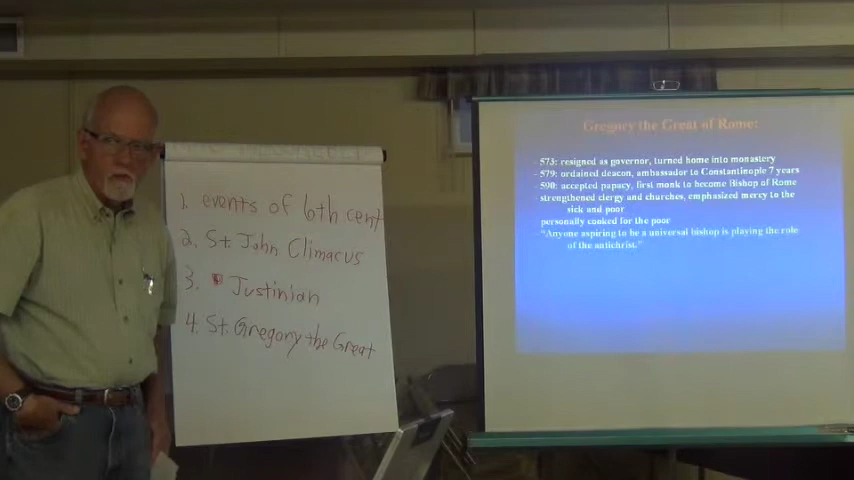 1. events of 6th cent
2. St. John Climacus
3. Justinian
4. St. Gregory the Great
Gregory the Great of Rome:
- 573: resigned as governor, turned home into monastery
- 579: ordained deacon, ambassador to Constantinople 7 years
- 590: accepted papacy, first monk to become Bishop of Rome
strengthened clergy and churches, emphasized mercy to the
sick and poor
personally cooked for the poor
"Anyone aspiring to be a universal bishop is playing the role
of the antichrist."